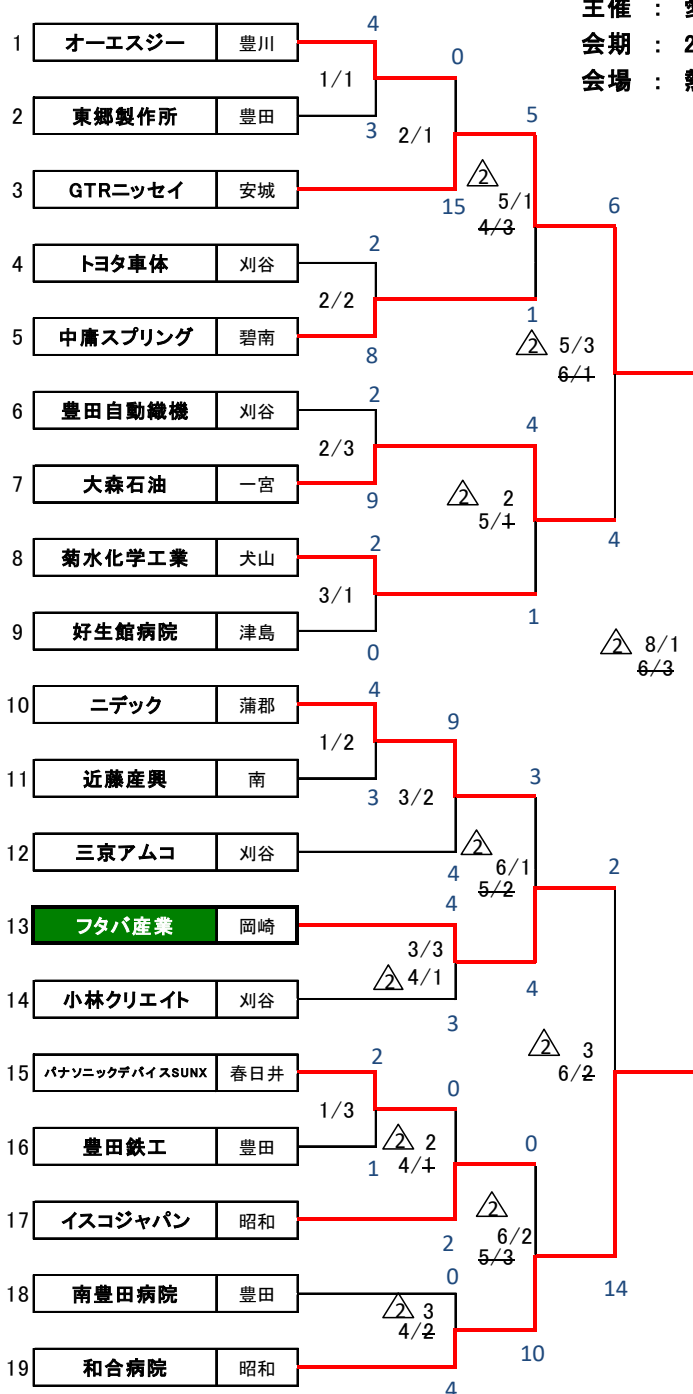 主催 :
会期 : 2
会場 :
1 オーエスジー 豊川
4
0
1/1
2 東郷製作所 豊田
3
2/1
5
3 GTRニッセイ 安城
15
2
5/1
4/3
6
4 トヨタ車体 刈谷
2
2/2
5 中庸スプリング 碧南
8
1
2 5/3
6/1
6 豊田自動織機 刈谷
2
2/3
4
7 大森石油 一宮
9
2 2
5/1
8 菊水化学工業 犬山
2
4
3/1
9 好生館病院 津島
0
1
2 8/1
6/3
10 ニデック 蒲郡
4
9
1/2
11 近藤産興 南
3
3/2
3
12 三京アムコ 刈谷
4
2
6/1
5/2
2
13 フタバ産業 岡崎
4
3/3
2 4/1
14 小林クリエイト 刈谷
3
4
2 3
6/2
15 パナソニックデバイスSUNX 春日井
2
0
1/3
16 豊田鉄工 豊田
1
2 2
4/1
0
17 イスコジャパン 昭和
2
2
6/2
5/3
18 南豊田病院 豊田
0
2 3
4/2
14
19 和合病院 昭和
4
10